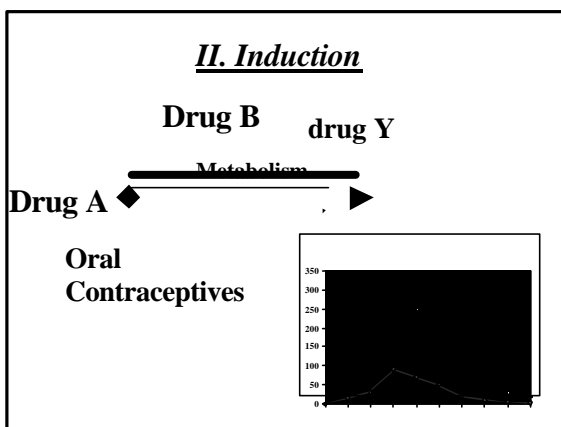 II. Induction
Drug B
drug Y
Metabolism
Drug A
Oral
Contraceptives
350
300
250
200
150
100
50
0